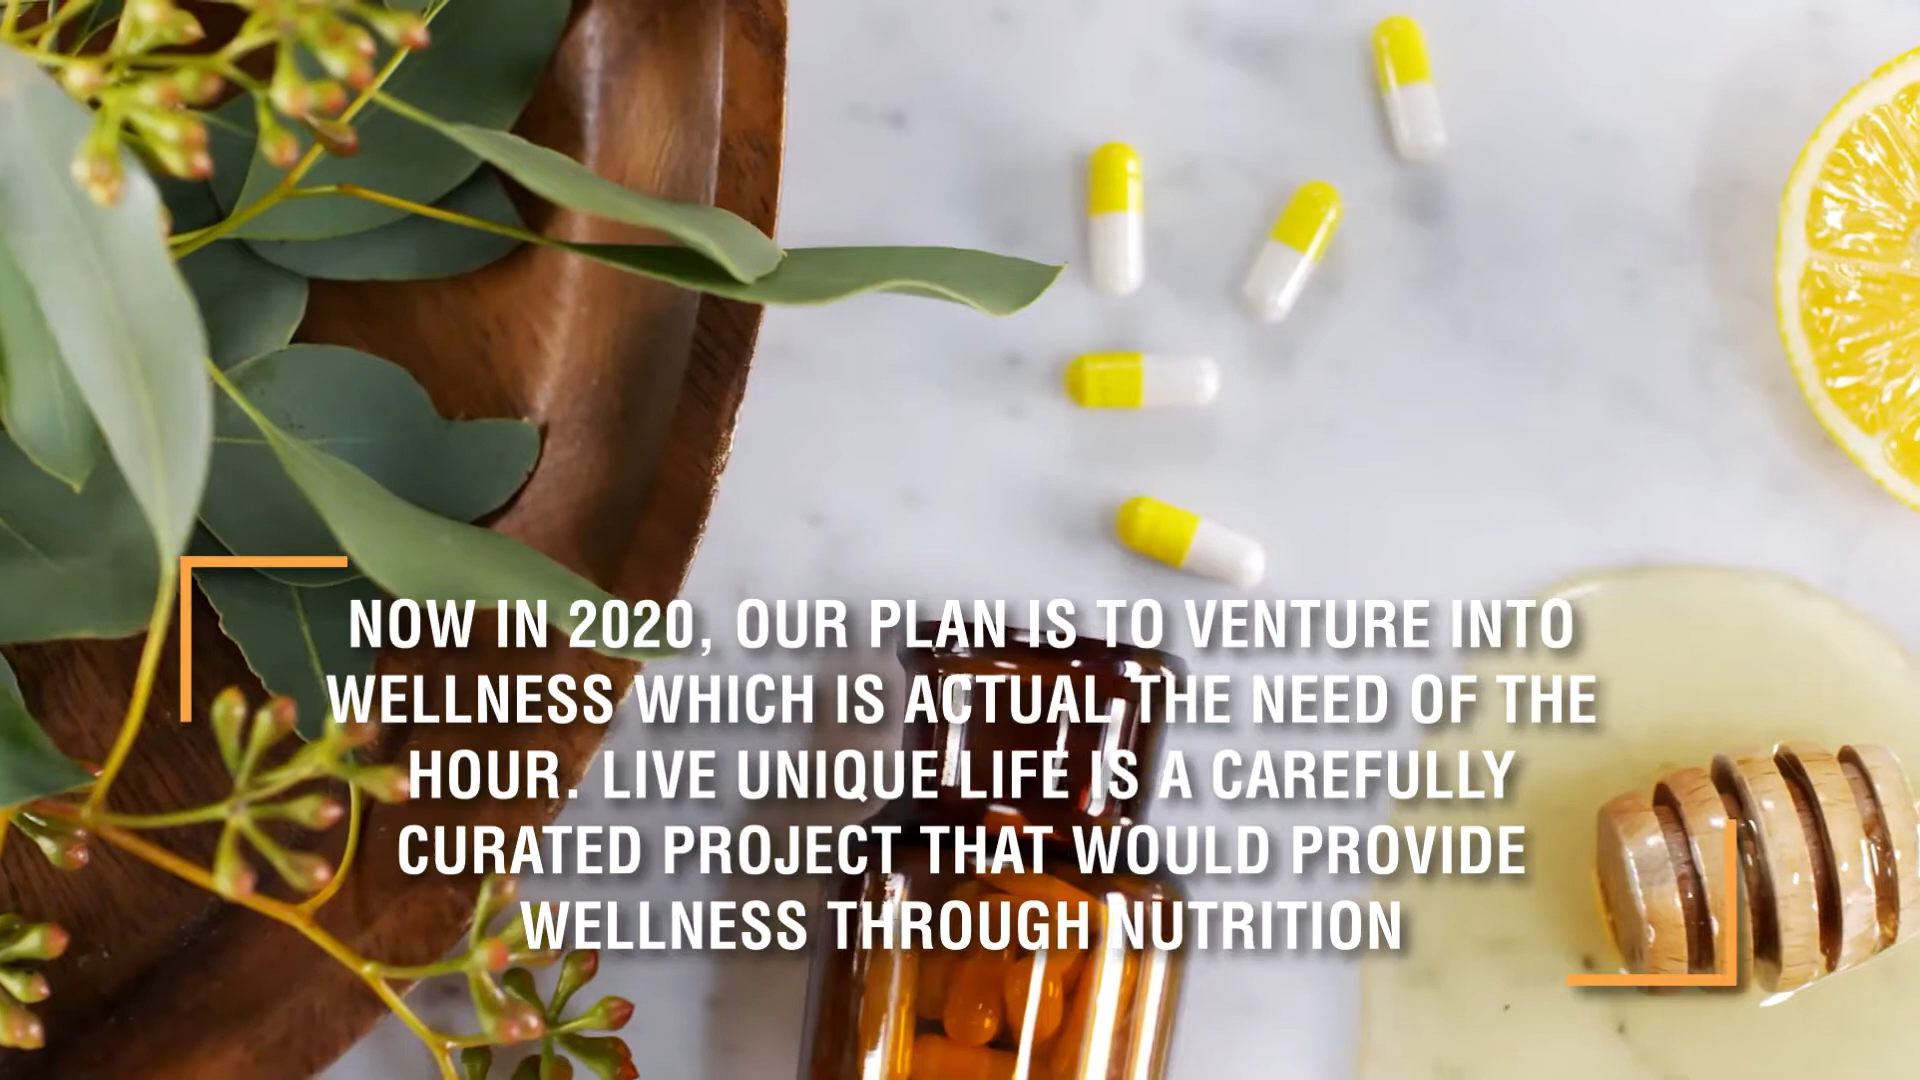 NOW IN 2020, OUR PLAN IS TO VENTURE INTO
WELLNESS WHICH IS ACTUAL THE NEED OF THE
HOUR. LIVE UNIQUE LIFE IS A CAREFULLY
CURATED PROJECT THAT WOULD PROVIDE
WELLNESS THROUGH NUTRITION